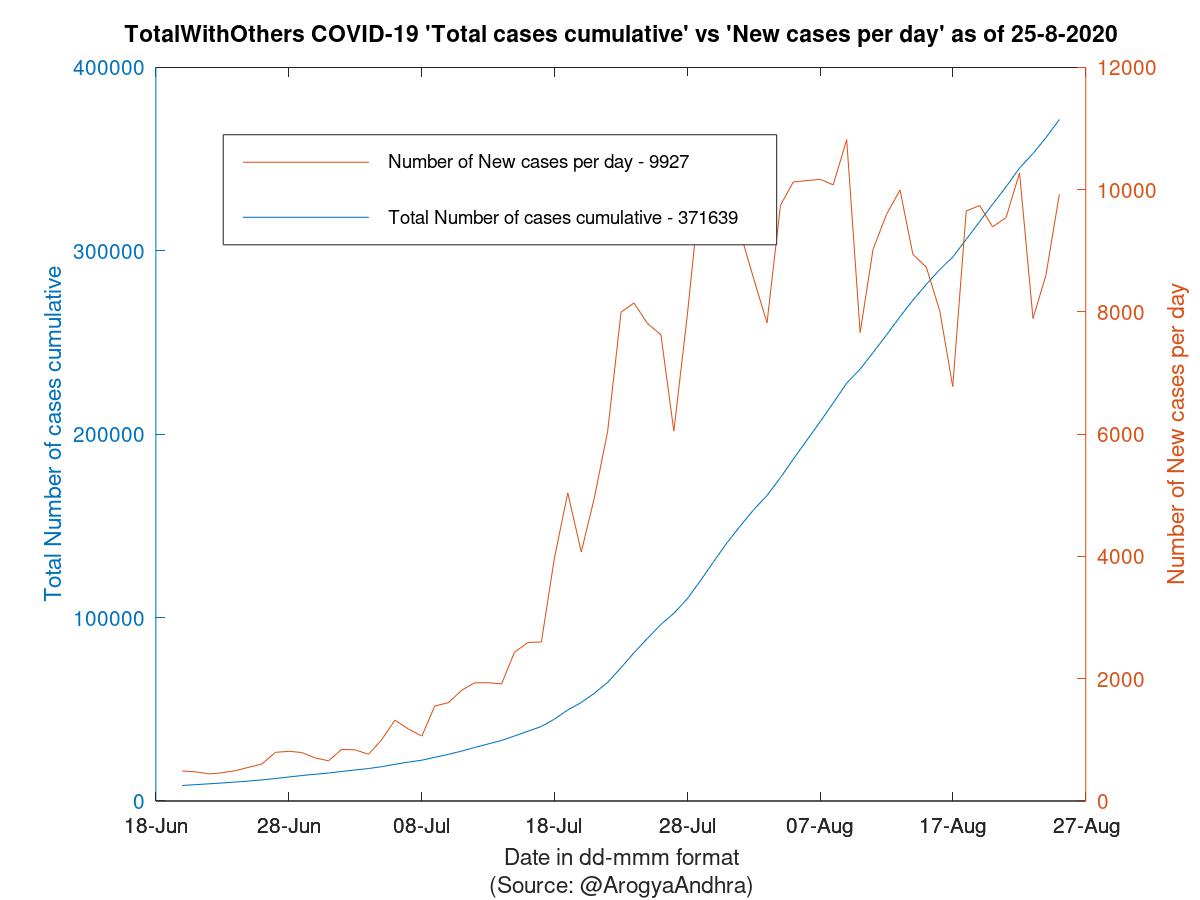 TotalWithOthers COVID-19 'Total cases cumulative' vs 'New cases per day' as of 25-8-2020
400000
300000
200000
100000
0
Total Number of cases cumulative
Number of New cases per day - 9927
Total Number of cases cumulative - 371639
12000
10000
8000
6000
4000
2000
0
Number of New cases per day
18-Jun 28-Jun 08-Jul 18-Jul 28-Jul 07-Aug 17-Aug 27-Aug
Date in dd-mmm format
(Source: @ArogyaAndhra)